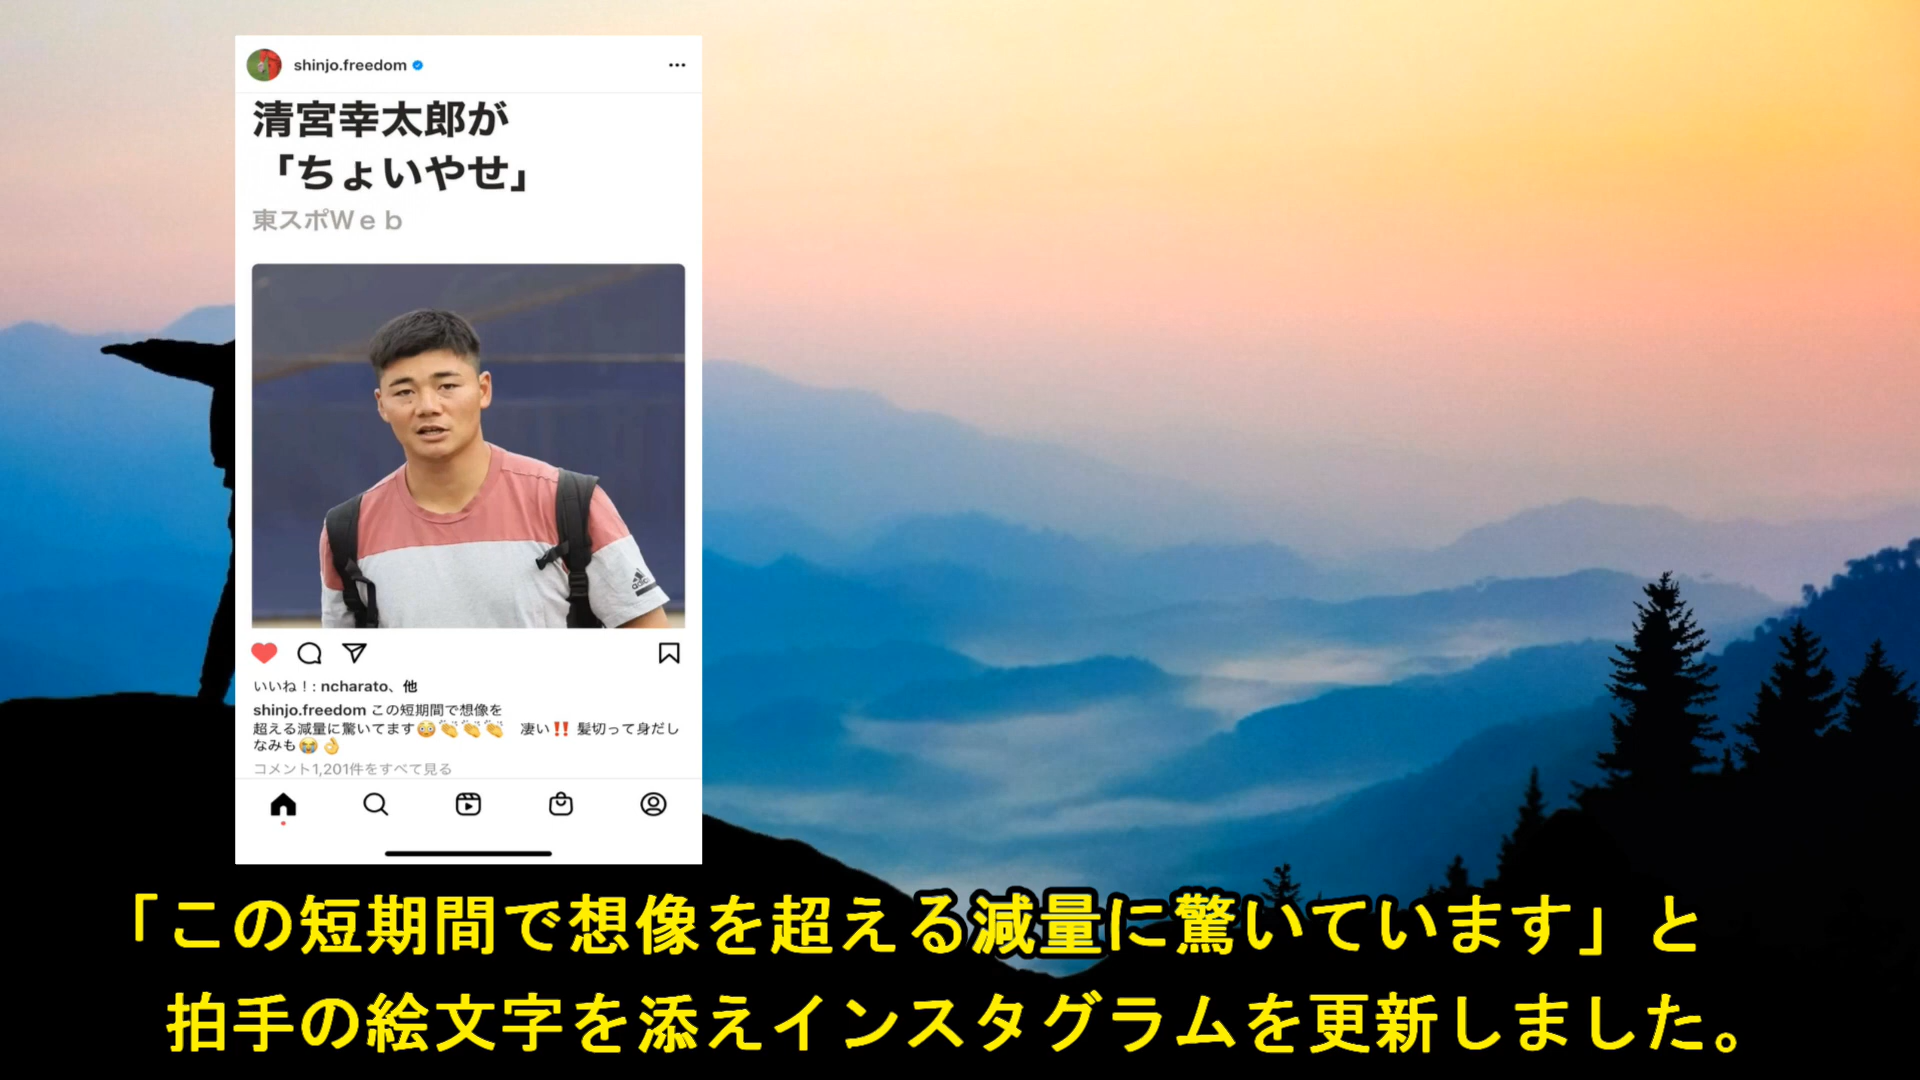 shinjo.freedom
清宮幸太郎が
「ちょいやせ」
東スポWeb
adidas
いいね！: ncharato、他
shinjo.freedom この短期間で想像を
超える減量に驚いてます😳👏👏👏 凄い‼️ 髪切って身だし
なみも😭👌
コメント1,201件をすべて見る
「この短期間で想像を超える減量に驚いています」と
拍手の絵文字を添えインスタグラムを更新しました。